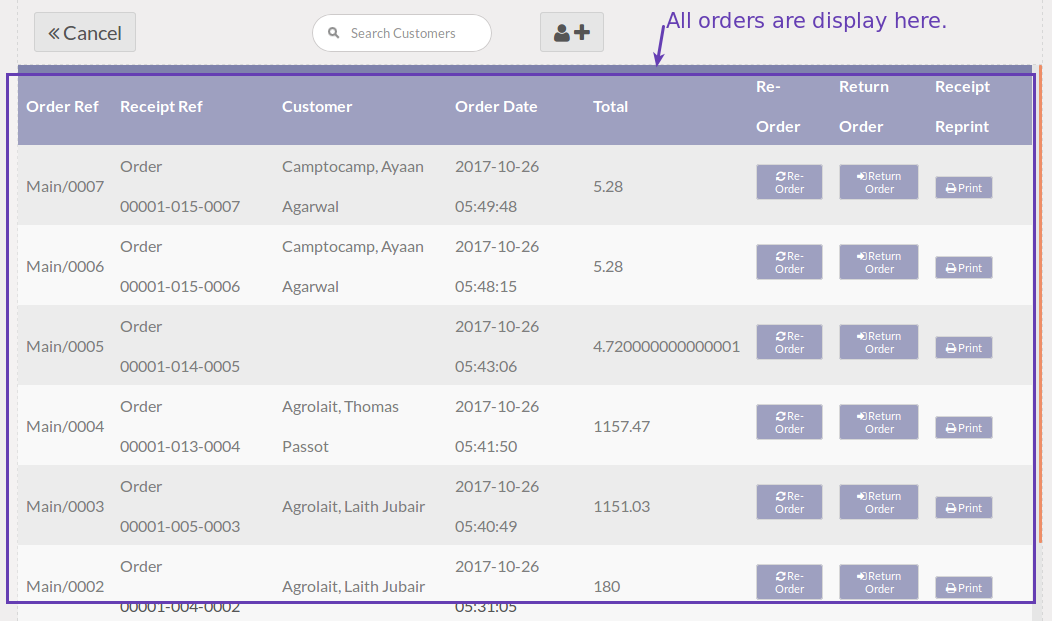 Cancel
Search Customers
All orders are display here.
Order Ref Receipt Ref Customer Order Date Total Re-Order Return Order Receipt Reprint
Main/0007 Order 00001-015-0007 Camptocamp, Ayaan Agarwal 2017-10-26 05:49:48 5.28 Re-Order Return Order Print
Main/0006 Order 00001-015-0006 Camptocamp, Ayaan Agarwal 2017-10-26 05:48:15 5.28 Re-Order Return Order Print
Main/0005 Order 00001-014-0005 2017-10-26 05:43:06 4.720000000000001 Re-Order Return Order Print
Main/0004 Order 00001-013-0004 Agrolait, Thomas Passot 2017-10-26 05:41:50 1157.47 Re-Order Return Order Print
Main/0003 Order 00001-005-0003 Agrolait, Laith Jubair 2017-10-26 05:40:49 1151.03 Re-Order Return Order Print
Main/0002 Order 00001-004-0002 Agrolait, Laith Jubair 2017-10-26 05:31:05 180 Re-Order Return Order Print